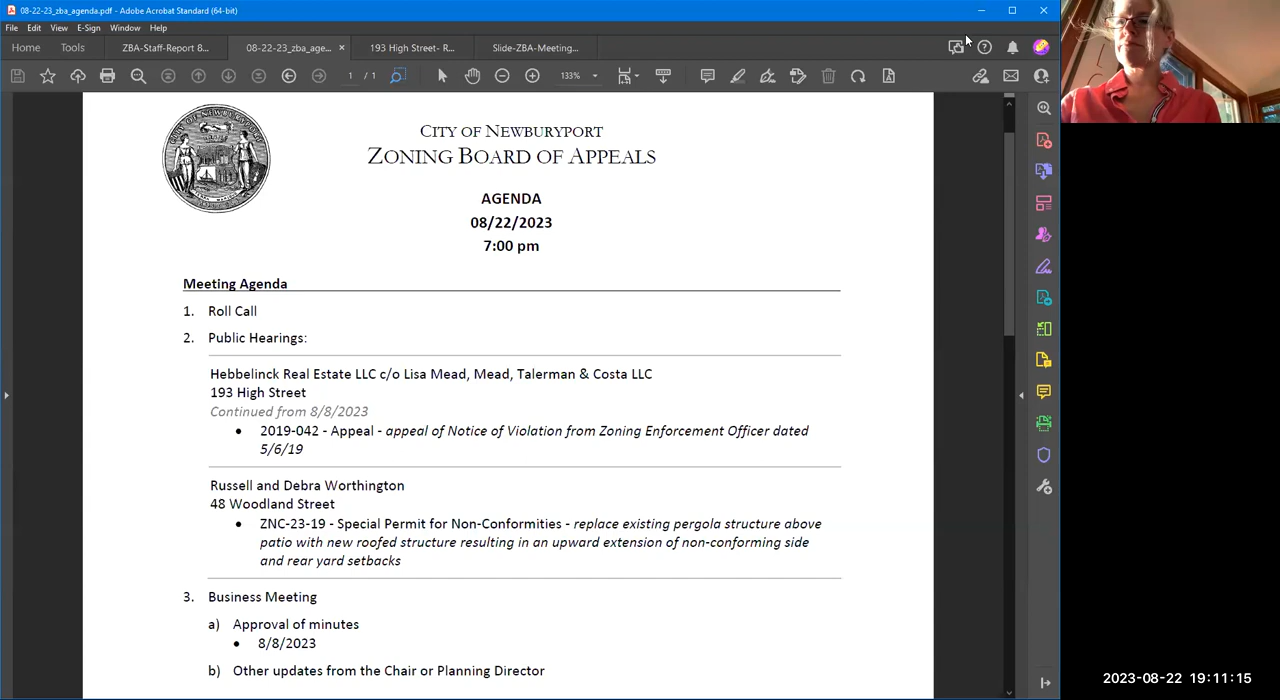 08-22-23_zba_agenda.pdf - Adobe Acrobat Standard (64-bit)
File Edit View E-Sign Window Help
Home Tools ZBA-Staff-Report 8... 08-22-23_zba_age... × 193 High Street- R... Slide-ZBA-Meeting...
1 / 1 133%
CITY OF NEWBURYPORT
ZONING BOARD OF APPEALS
AGENDA
08/22/2023
7:00 pm
Meeting Agenda
1. Roll Call
2. Public Hearings:
Hebbelinck Real Estate LLC c/o Lisa Mead, Mead, Talerman & Costa LLC
193 High Street
Continued from 8/8/2023
• 2019-042 - Appeal - appeal of Notice of Violation from Zoning Enforcement Officer dated
5/6/19
Russell and Debra Worthington
48 Woodland Street
• ZNC-23-19 - Special Permit for Non-Conformities - replace existing pergola structure above
patio with new roofed structure resulting in an upward extension of non-conforming side
and rear yard setbacks
3. Business Meeting
a) Approval of minutes
• 8/8/2023
b) Other updates from the Chair or Planning Director
2023-08-22 19:11:15